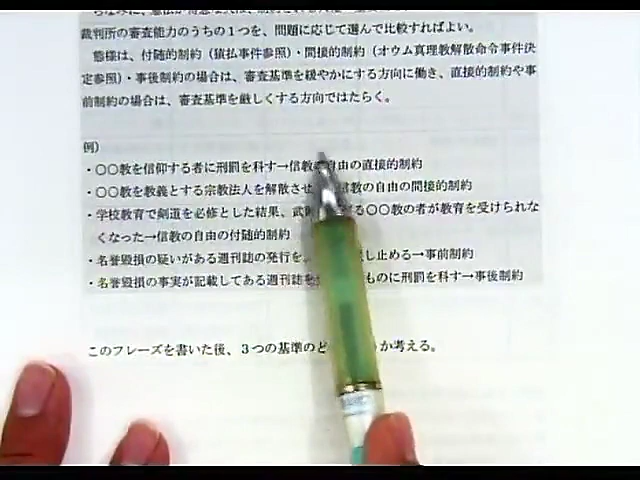 裁判所の審査能力のうちの1つを、問題に応じて選んで比較すればよい。
態様は、付随的制約（猿払事件参照）・間接的制約（オウム真理教解散命令事件決
定参照）・事後制約の場合は、審査基準を緩やかにする方向に働き、直接的制約や事
前制約の場合は、審査基準を厳しくする方向ではたらく。
例）
・〇〇教を信仰する者に刑罰を科す→信教 自由の直接的制約
・〇〇教を教義とする宗教法人を解散させ 信教の自由の間接的制約
・学校教育で剣道を必修とした結果、武 る〇〇教の者が教育を受けられな
くなった→信教の自由の付随的制約
・名誉毀損の疑いがある週刊誌の発行を、 し止める→事前制約
・名誉毀損の事実が記載してある週刊誌を ものに刑罰を科す→事後制約
このフレーズを書いた後、3つの基準のど か考える。